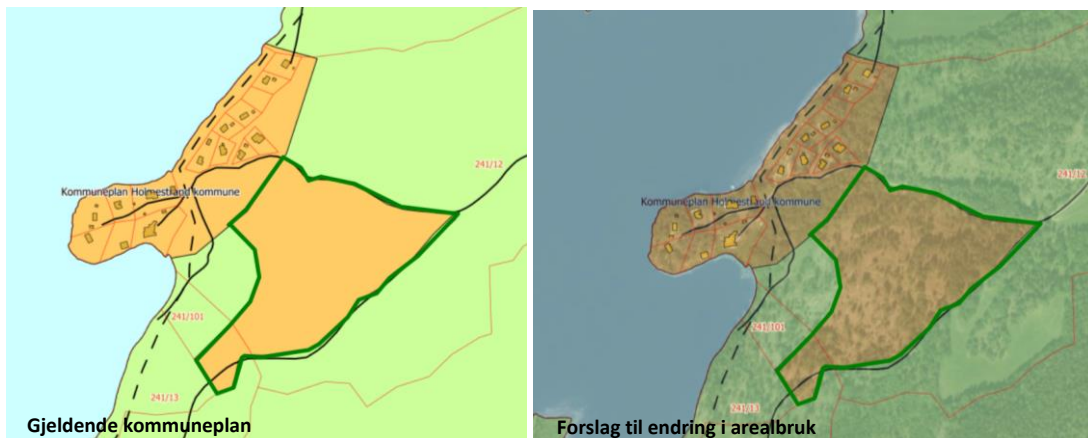 241/12
Kommuneplan Holmestrand kommune
241/101
241/13
Gjeldende kommuneplan
241/12
Kommuneplan Holmestrand kommune
241/101
241/13
Forslag til endring i arealbruk